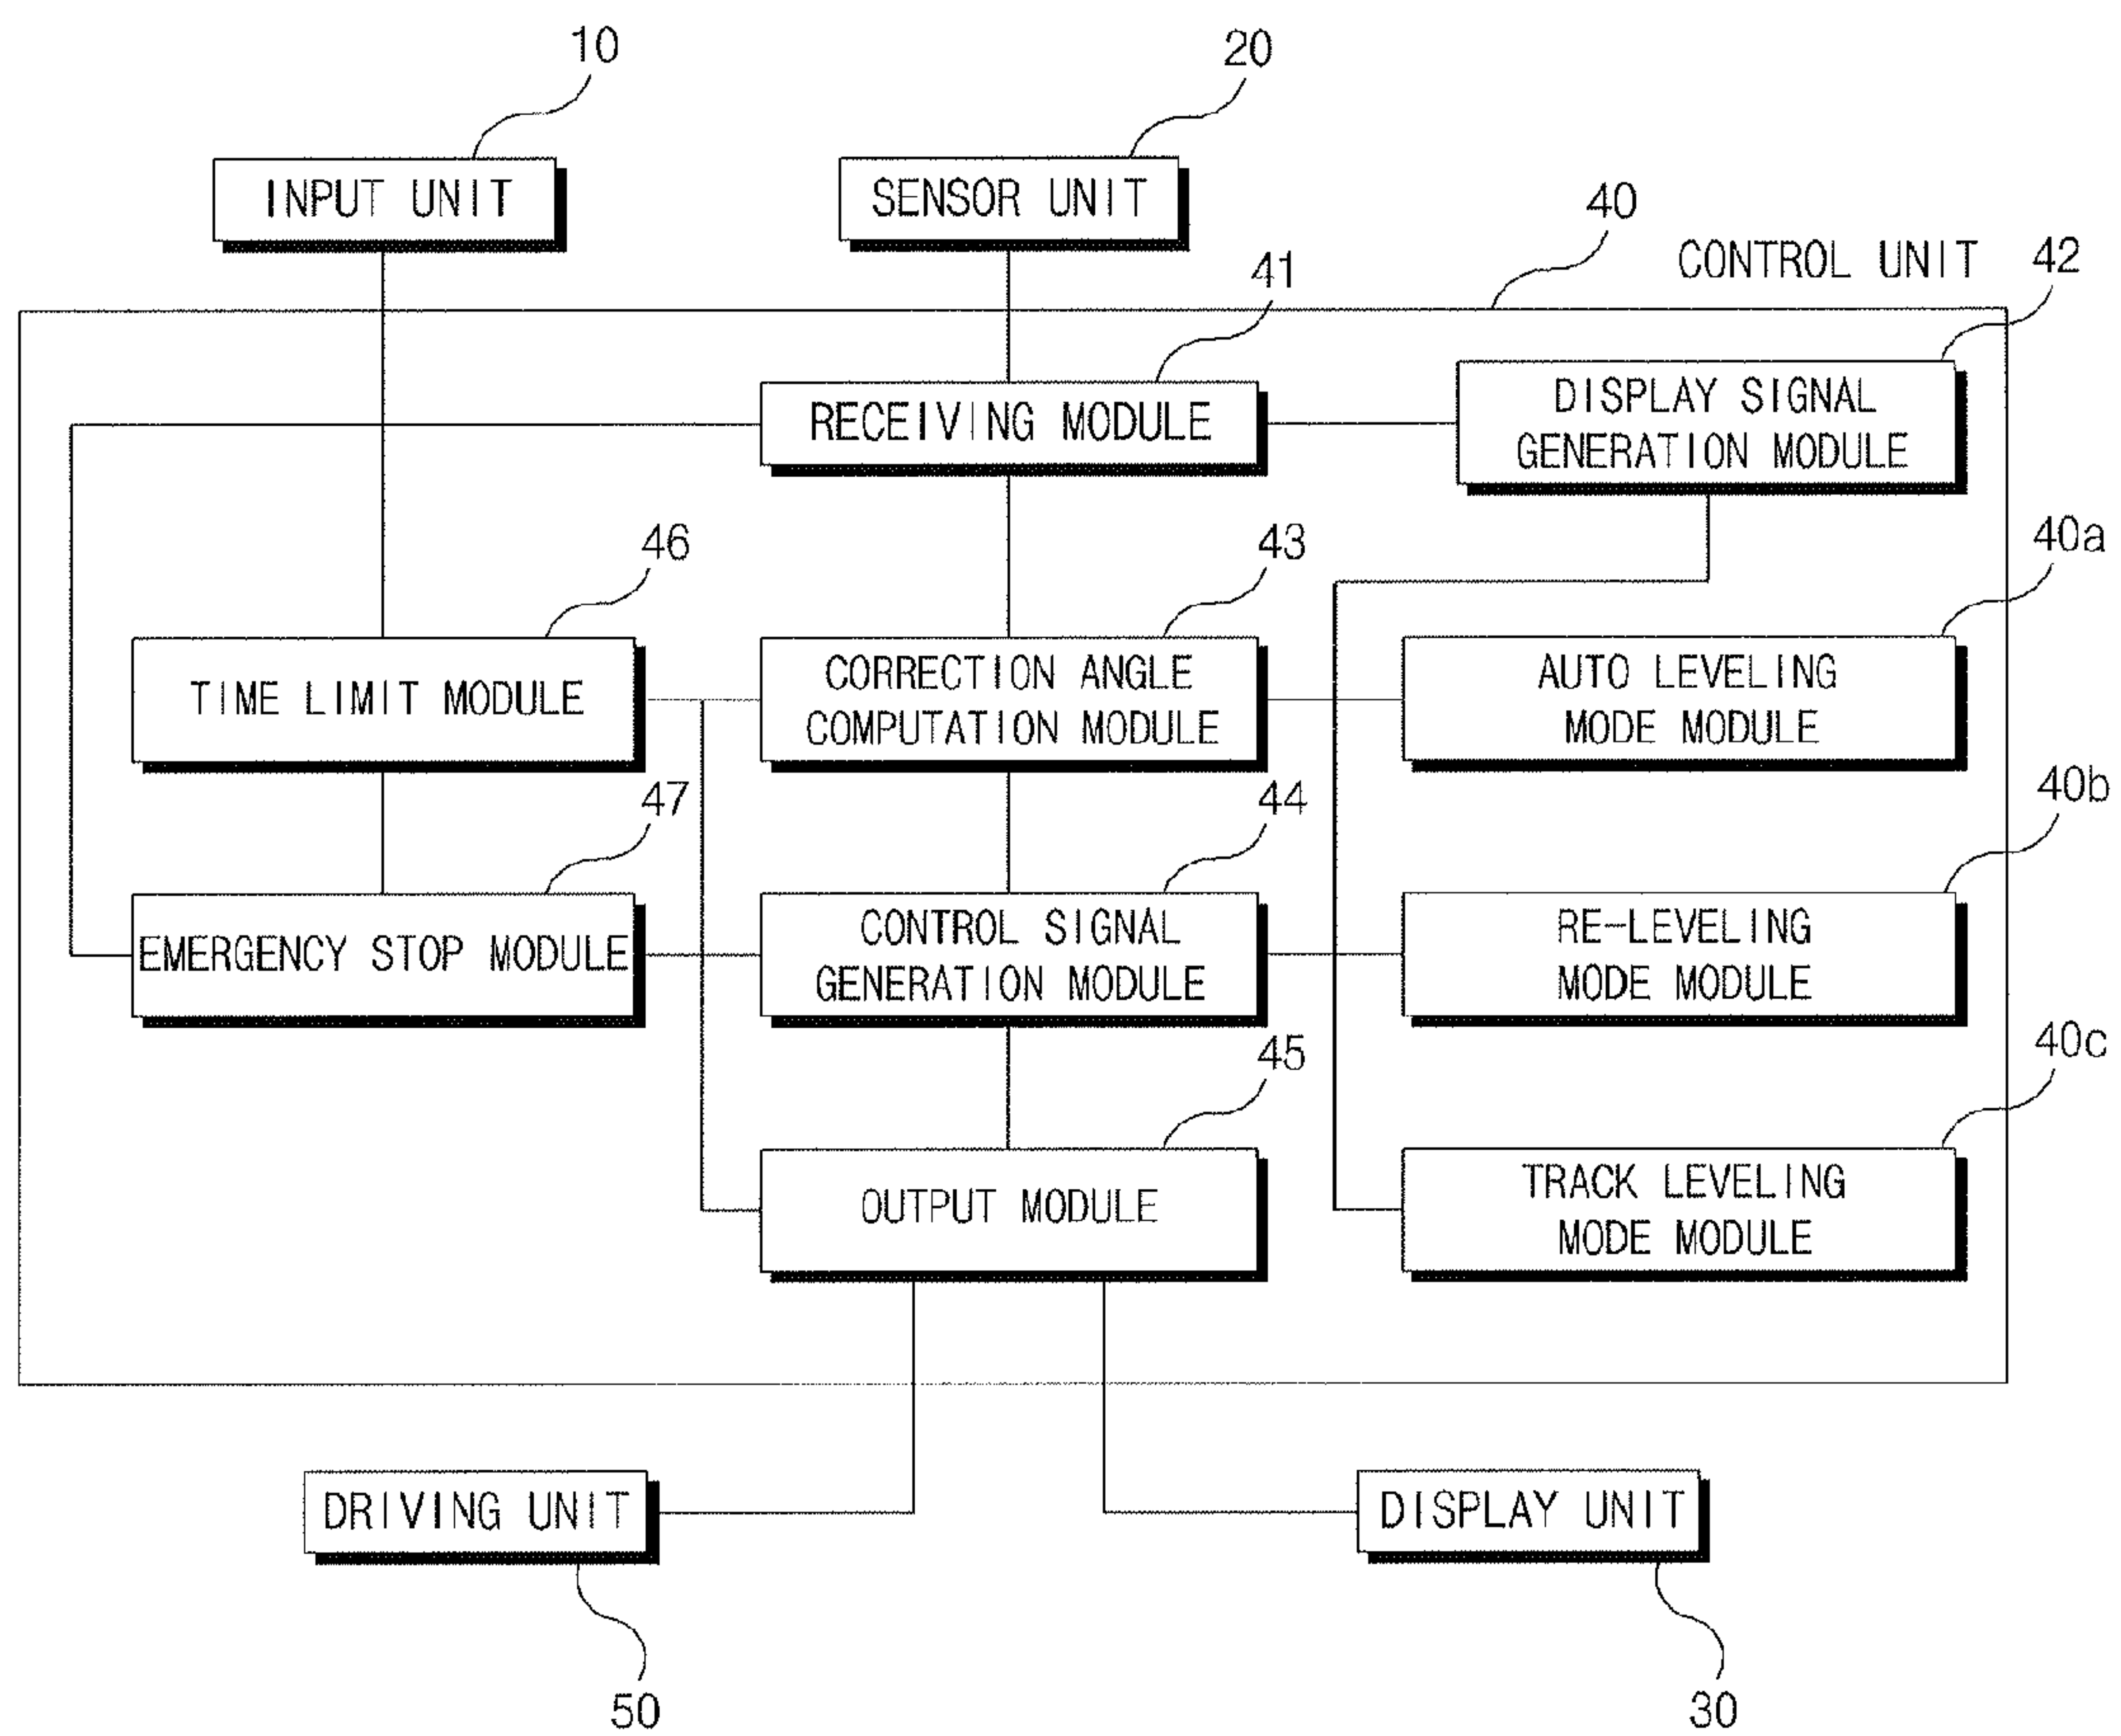 10
20
INPUT UNIT
SENSOR UNIT
40
CONTROL UNIT
41
42
RECEIVING MODULE
DISPLAY SIGNAL
GENERATION MODULE
46
43
40a
TIME LIMIT MODULE
CORRECTION ANGLE
COMPUTATION MODULE
AUTO LEVELING
MODE MODULE
47
44
40b
EMERGENCY STOP MODULE
CONTROL SIGNAL
GENERATION MODULE
RE-LEVELING
MODE MODULE
45
40c
OUTPUT MODULE
TRACK LEVELING
MODE MODULE
DRIVING UNIT
DISPLAY UNIT
50
30